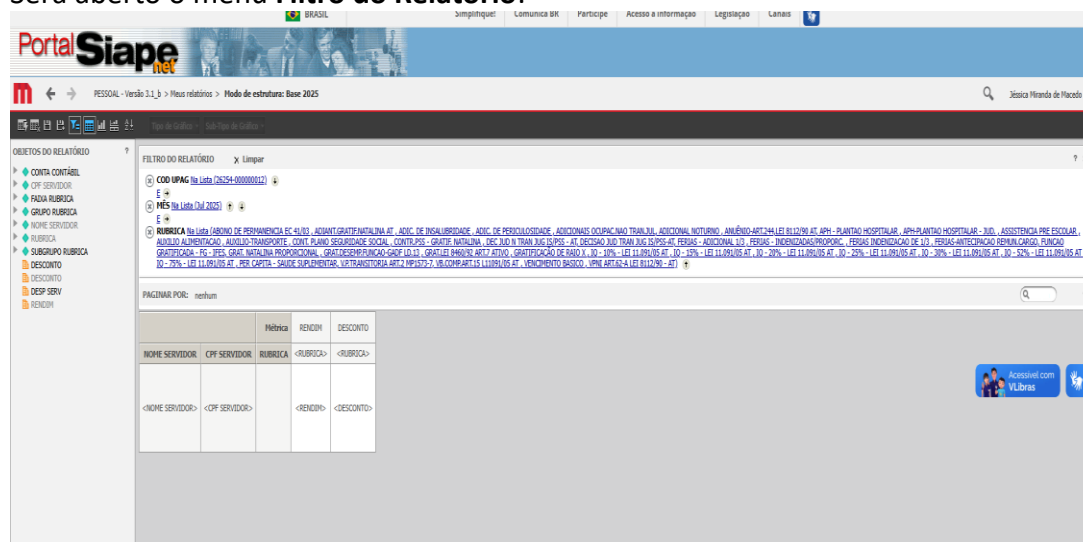 Será aberto o menu Filtro do Relatório:
BRASIL Simplifique! Comunica BR Participe Acesso à informação Legislação Canais
Portal Siape
net
PESSOAL - Versão 3.1_b > Meus relatórios > Modo de estrutura: Base 2025 Jéssica Miranda de Macedo
Tipo de Gráfico Sub-Tipo de Gráfico
OBJETOS DO RELATÓRIO ?
CONTA CONTÁBIL
CPF SERVIDOR
FAIXA RUBRICA
GRUPO RUBRICA
NOME SERVIDOR
RUBRICA
SUBGRUPO RUBRICA
DESCONTO
DESCONTO
DESP SERV
RENDIM
FILTRO DO RELATÓRIO X Limpar ?
COD UPAG Na Lista (26254-000000012)
E
MÊS Na Lista (Jul 2025)
E
RUBRICA Na Lista (ABONO DE PERMANENCIA EC 41/03 , ADIANT.GRATIF.NATALINA AT , ADIC. DE INSALUBRIDADE , ADIC. DE PERICULOSIDADE , ADICIONAIS OCUPAC.NAO TRAN.JUL, ADICIONAL NOTURNO , ANUÊNIO-ART.244,LEI 8112/90 AT, APH - PLANTAO HOSPITALAR , APH-PLANTAO HOSPITALAR - JUD. , ASSISTENCIA PRE ESCOLAR ,
AUXILIO ALIMENTACAO , AUXILIO-TRANSPORTE , CONT. PLANO SEGURIDADE SOCIAL , CONTR.PSS - GRATIF. NATALINA , DEC JUD N TRAN JUG IS/PSS - AT, DECISAO JUD TRAN JUG IS/PSS-AT, FERIAS - ADICIONAL 1/3 , FERIAS - INDENIZADAS/PROPORC. , FERIAS INDENIZACAO DE 1/3 , FERIAS-ANTECIPACAO REMUN.CARGO, FUNCAO
GRATIFICADA - FG - IFES, GRAT. NATALINA PROPORCIONAL , GRAT.DESEMP.FUNCAO-GADF LD.13 , GRAT.LEI 8460/92 ART.7 ATIVO , GRATIFICAÇÃO DE RAIO X , IQ - 10% - LEI 11.091/05 AT , IQ - 15% - LEI 11.091/05 AT , IQ - 20% - LEI 11.091/05 AT , IQ - 25% - LEI 11.091/05 AT , IQ - 30% - LEI 11.091/05 AT , IQ - 52% - LEI 11.091/05 AT ,
IQ - 75% - LEI 11.091/05 AT , PER CAPITA - SAUDE SUPLEMENTAR, V.P.TRANSITORIA ART.2 MP1573-7, VB.COMP.ART.15 L11091/05 , VENCIMENTO BASICO , VPNI ART.62-A LEI 8112/90 - AT)
PAGINAR POR: nenhum
Métrica RENDIM DESCONTO
NOME SERVIDOR CPF SERVIDOR RUBRICA <RUBRICA> <RUBRICA>
<NOME SERVIDOR> <CPF SERVIDOR> <RENDIM> <DESCONTO>
Acessível com
VLibras